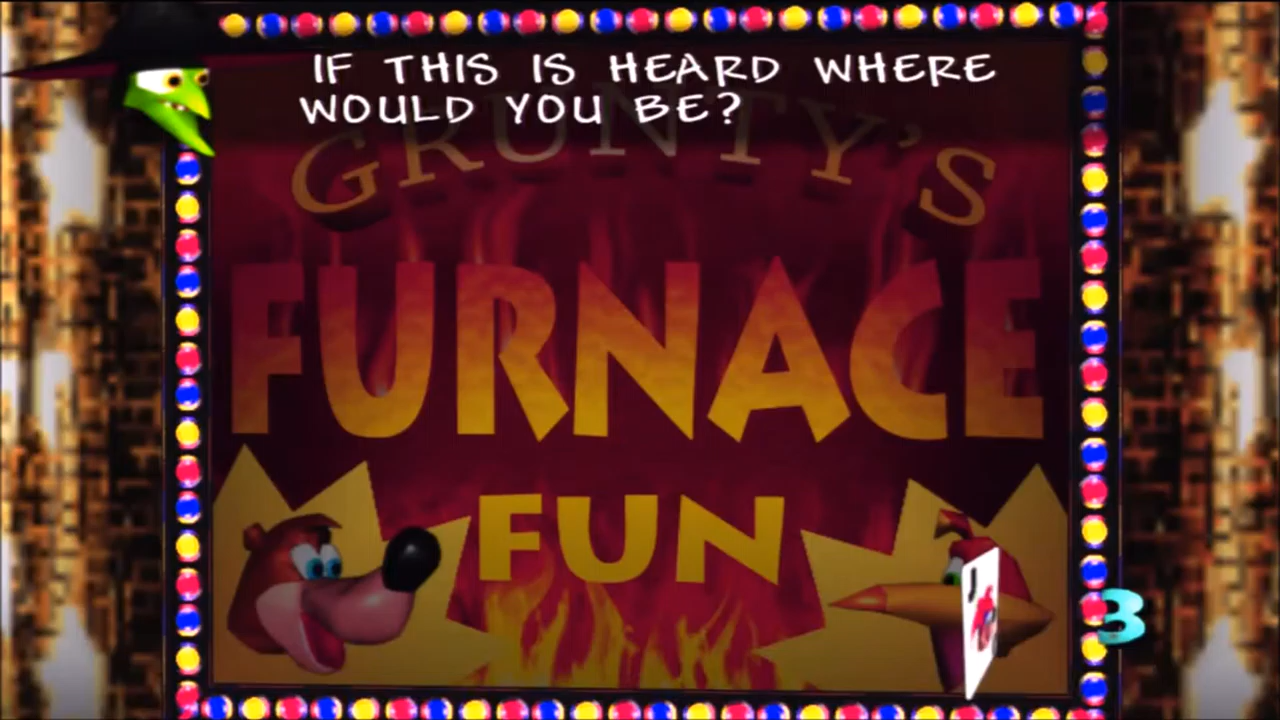 IF THIS IS HEARD WHERE
WOULD YOU BE?
GRUNTY'S
FURNACE
FUN
J
3